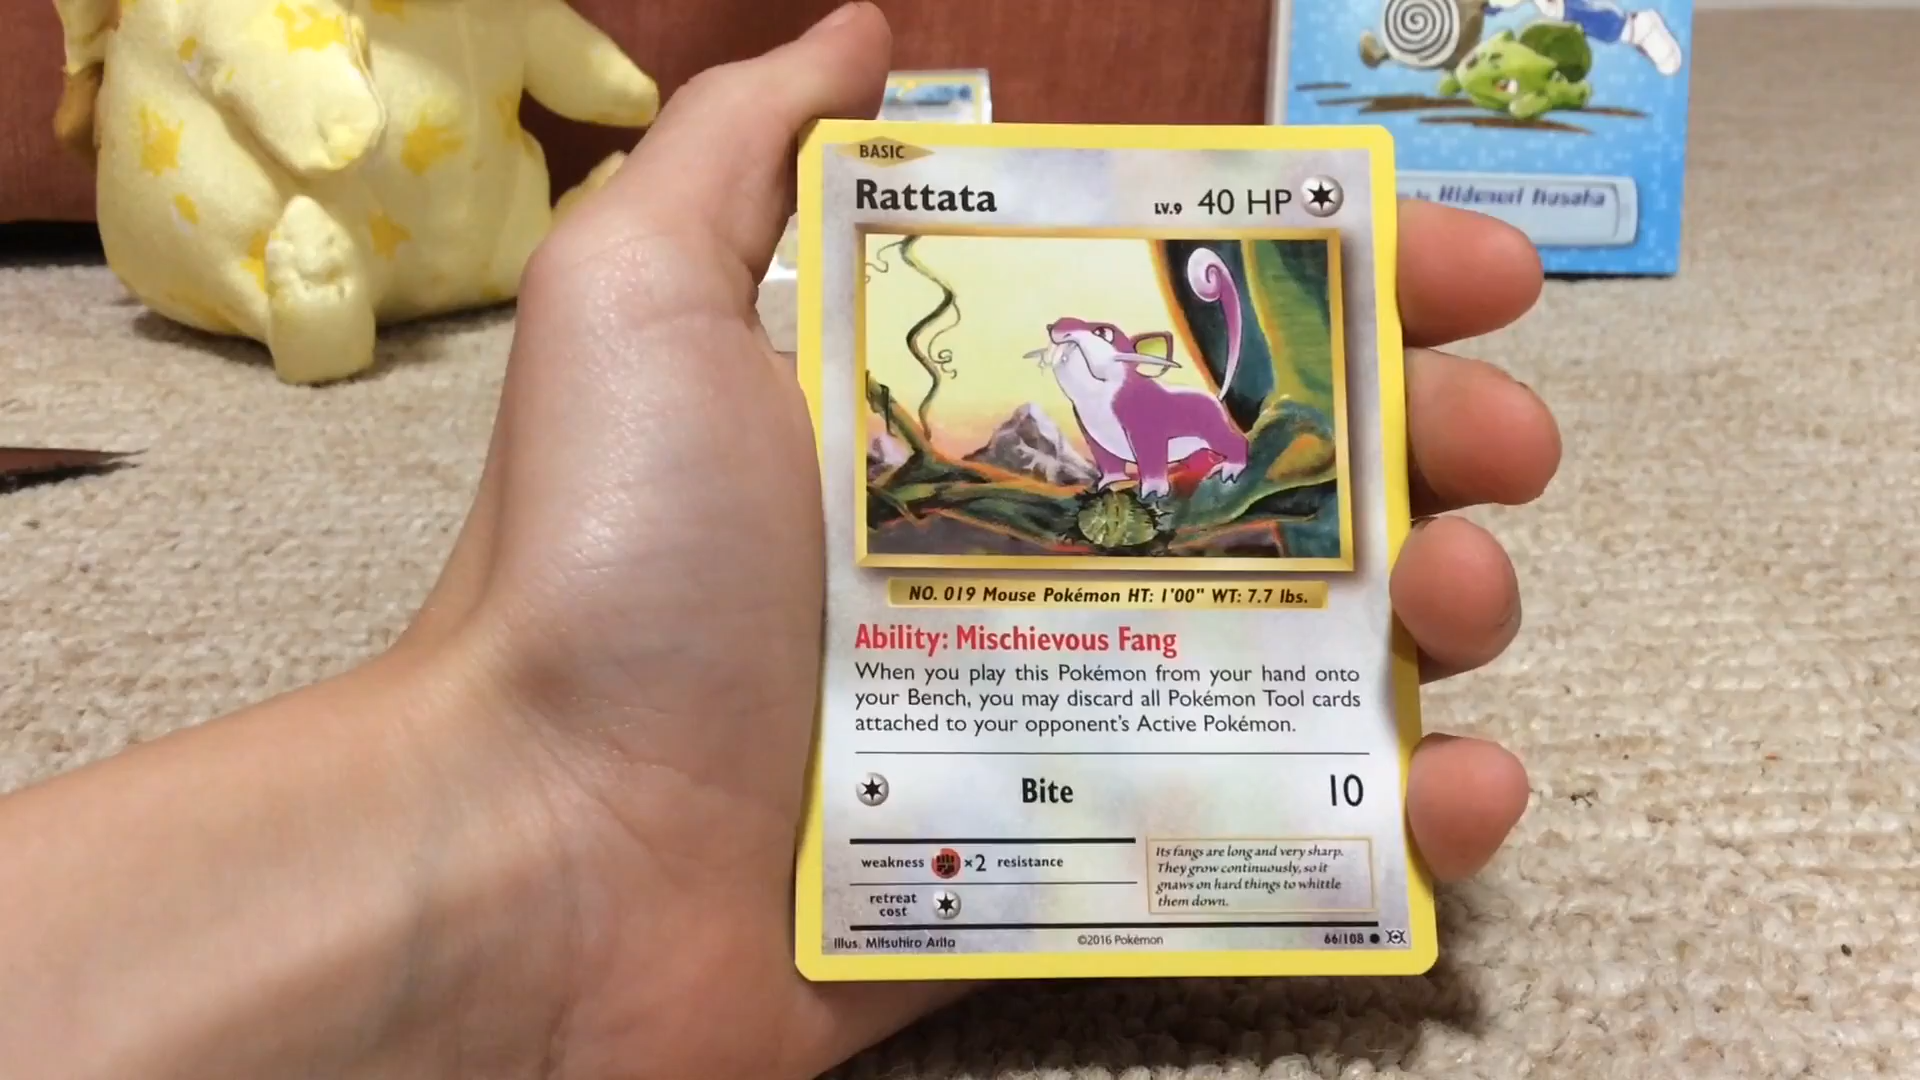 BASIC
Rattata LV.9 40 HP
NO. 019 Mouse Pokémon HT: 1'00" WT: 7.7 lbs.
Ability: Mischievous Fang
When you play this Pokémon from your hand onto
your Bench, you may discard all Pokémon Tool cards
attached to your opponent's Active Pokémon.
Bite 10
weakness ×2 resistance
retreat
cost
Its fangs are long and very sharp.
They grow continuously, so it
gnaws on hard things to whittle
them down.
Illus. Mitsuhiro Arita ©2016 Pokémon 66/108
Hidenori Kusaka